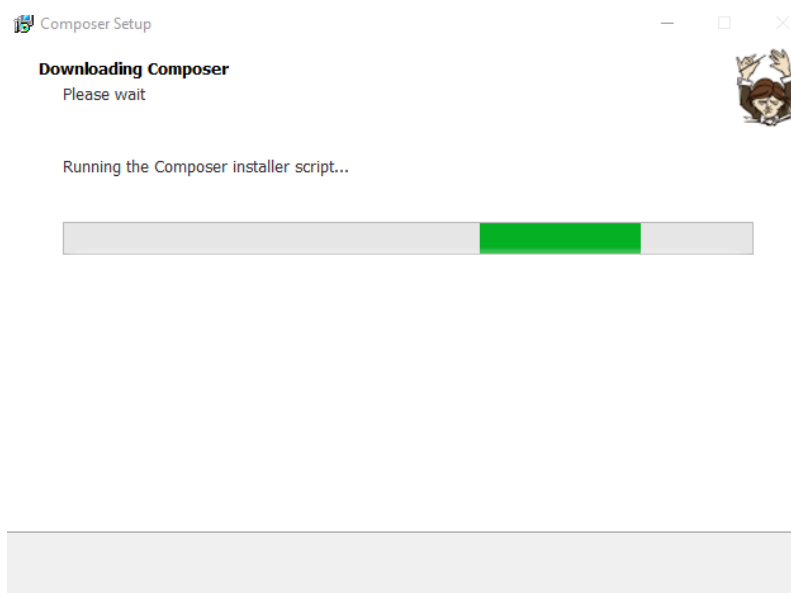 Composer Setup
Downloading Composer
Please wait
Running the Composer installer script...